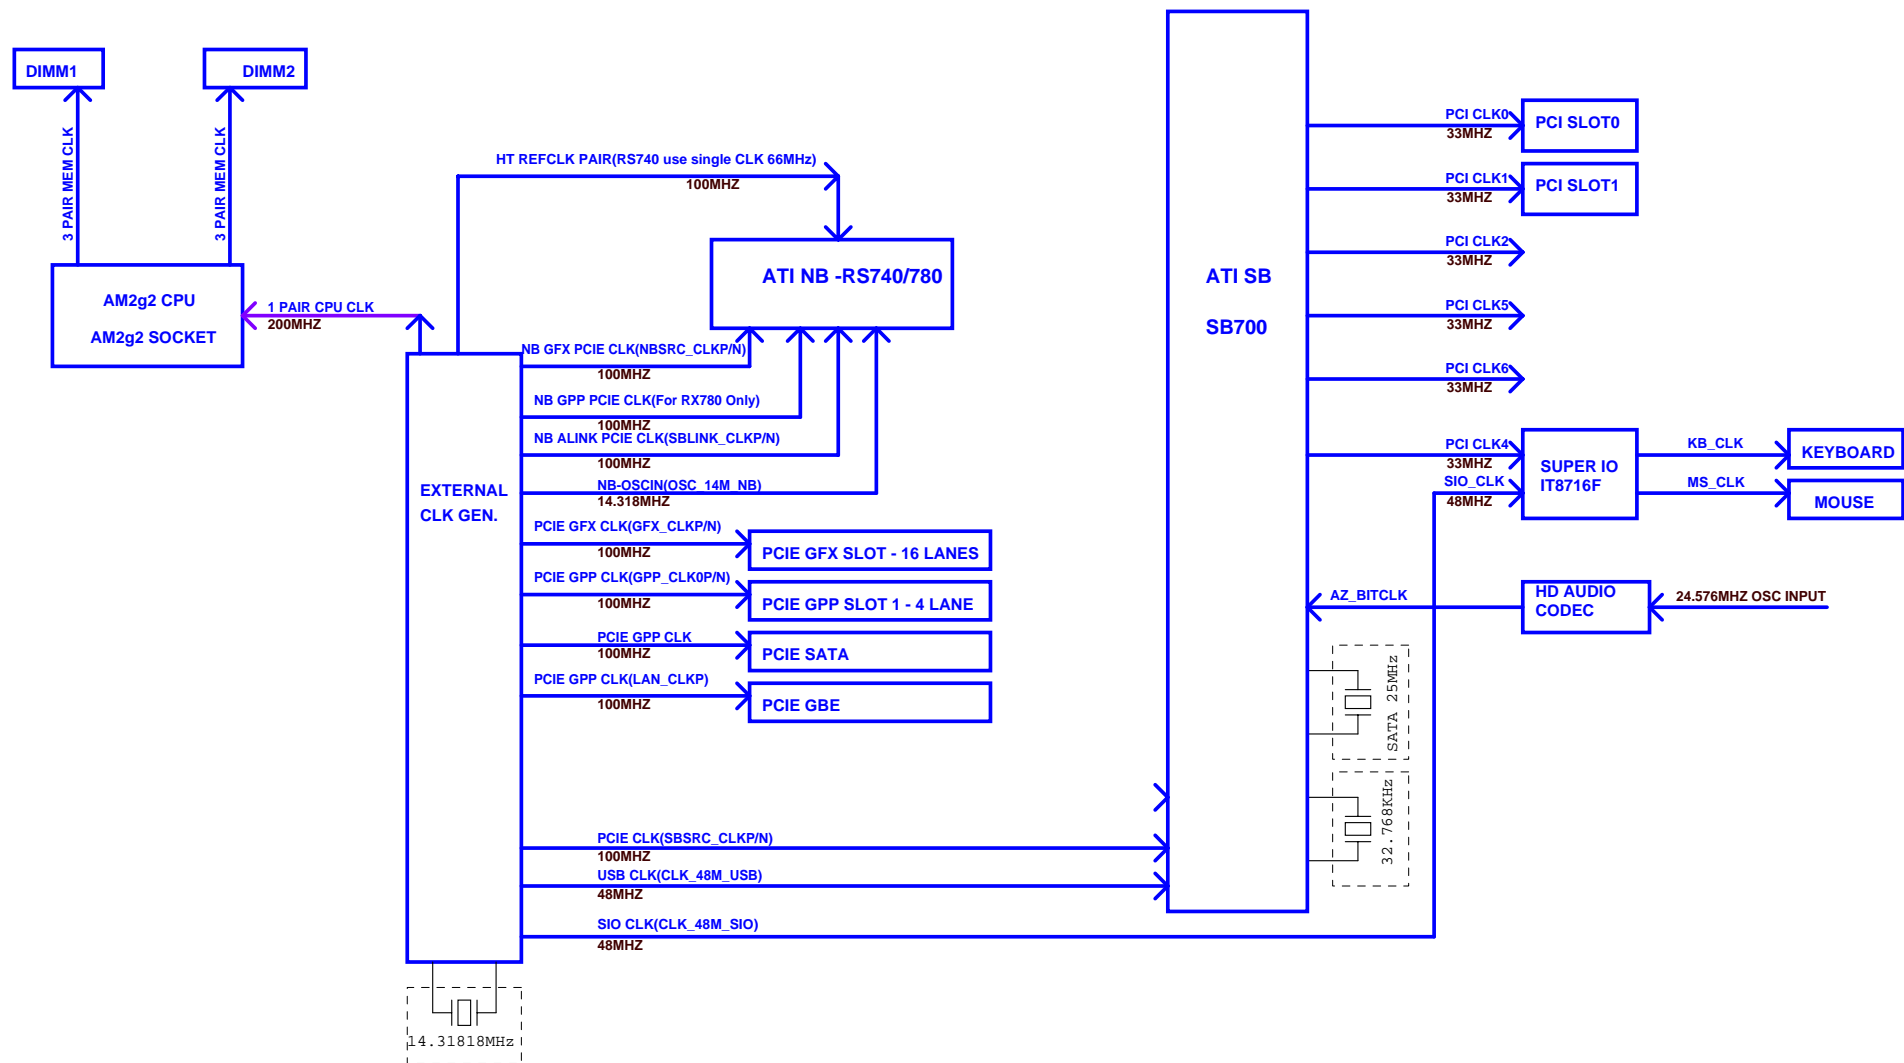 DIMM1
DIMM2
3 PAIR MEM CLK
3 PAIR MEM CLK
AM2g2 CPU
AM2g2 SOCKET
1 PAIR CPU CLK
200MHZ
HT REFCLK PAIR(RS740 use single CLK 66MHz)
100MHZ
ATI NB -RS740/780
NB GFX PCIE CLK(NBSRC_CLKP/N)
100MHZ
NB GPP PCIE CLK(For RX780 Only)
100MHZ
NB ALINK PCIE CLK(SBLINK_CLKP/N)
100MHZ
NB-OSCIN(OSC_14M_NB)
14.318MHZ
EXTERNAL
CLK GEN.
PCIE GFX CLK(GFX_CLKP/N)
100MHZ
PCIE GFX SLOT - 16 LANES
PCIE GPP CLK(GPP_CLK0P/N)
100MHZ
PCIE GPP SLOT 1 - 4 LANE
PCIE GPP CLK
100MHZ
PCIE SATA
PCIE GPP CLK(LAN_CLKP)
100MHZ
PCIE GBE
PCIE CLK(SBSRC_CLKP/N)
100MHZ
USB CLK(CLK_48M_USB)
48MHZ
SIO CLK(CLK_48M_SIO)
48MHZ
14.31818MHz
ATI SB
SB700
PCI CLK0
33MHZ
PCI SLOT0
PCI CLK1
33MHZ
PCI SLOT1
PCI CLK2
33MHZ
PCI CLK5
33MHZ
PCI CLK6
33MHZ
PCI CLK4
33MHZ
SIO_CLK
48MHZ
SUPER IO
IT8716F
KB_CLK
KEYBOARD
MS_CLK
MOUSE
AZ_BITCLK
HD AUDIO
CODEC
24.576MHZ OSC INPUT
SATA 25MHz
32.768KHz